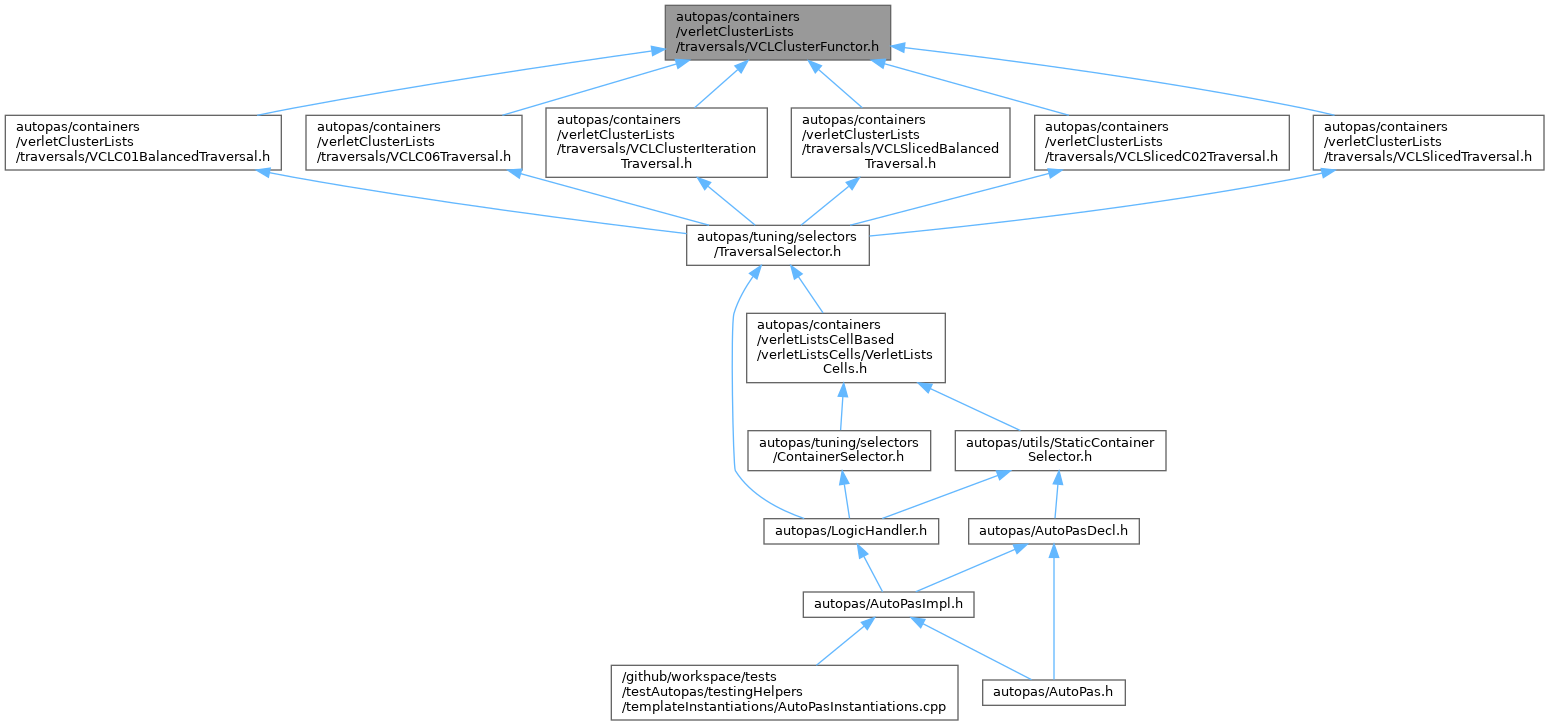 autopas/containers
/verletClusterLists
/traversals/VCLClusterFunctor.h
autopas/containers
/verletClusterLists
/traversals/VCLC01BalancedTraversal.h
autopas/containers
/verletClusterLists
/traversals/VCLC06Traversal.h
autopas/containers
/verletClusterLists
/traversals/VCLClusterIteration
Traversal.h
autopas/containers
/verletClusterLists
/traversals/VCLSlicedBalanced
Traversal.h
autopas/containers
/verletClusterLists
/traversals/VCLSlicedC02Traversal.h
autopas/containers
/verletClusterLists
/traversals/VCLSlicedTraversal.h
autopas/tuning/selectors
/TraversalSelector.h
autopas/containers
/verletListsCellBased
/verletListsCells/VerletLists
Cells.h
autopas/tuning/selectors
/ContainerSelector.h
autopas/utils/StaticContainer
Selector.h
autopas/LogicHandler.h
autopas/AutoPasDecl.h
autopas/AutoPasImpl.h
/github/workspace/tests
/testAutopas/testingHelpers
/templateInstantiations/AutoPasInstantiations.cpp
autopas/AutoPas.h